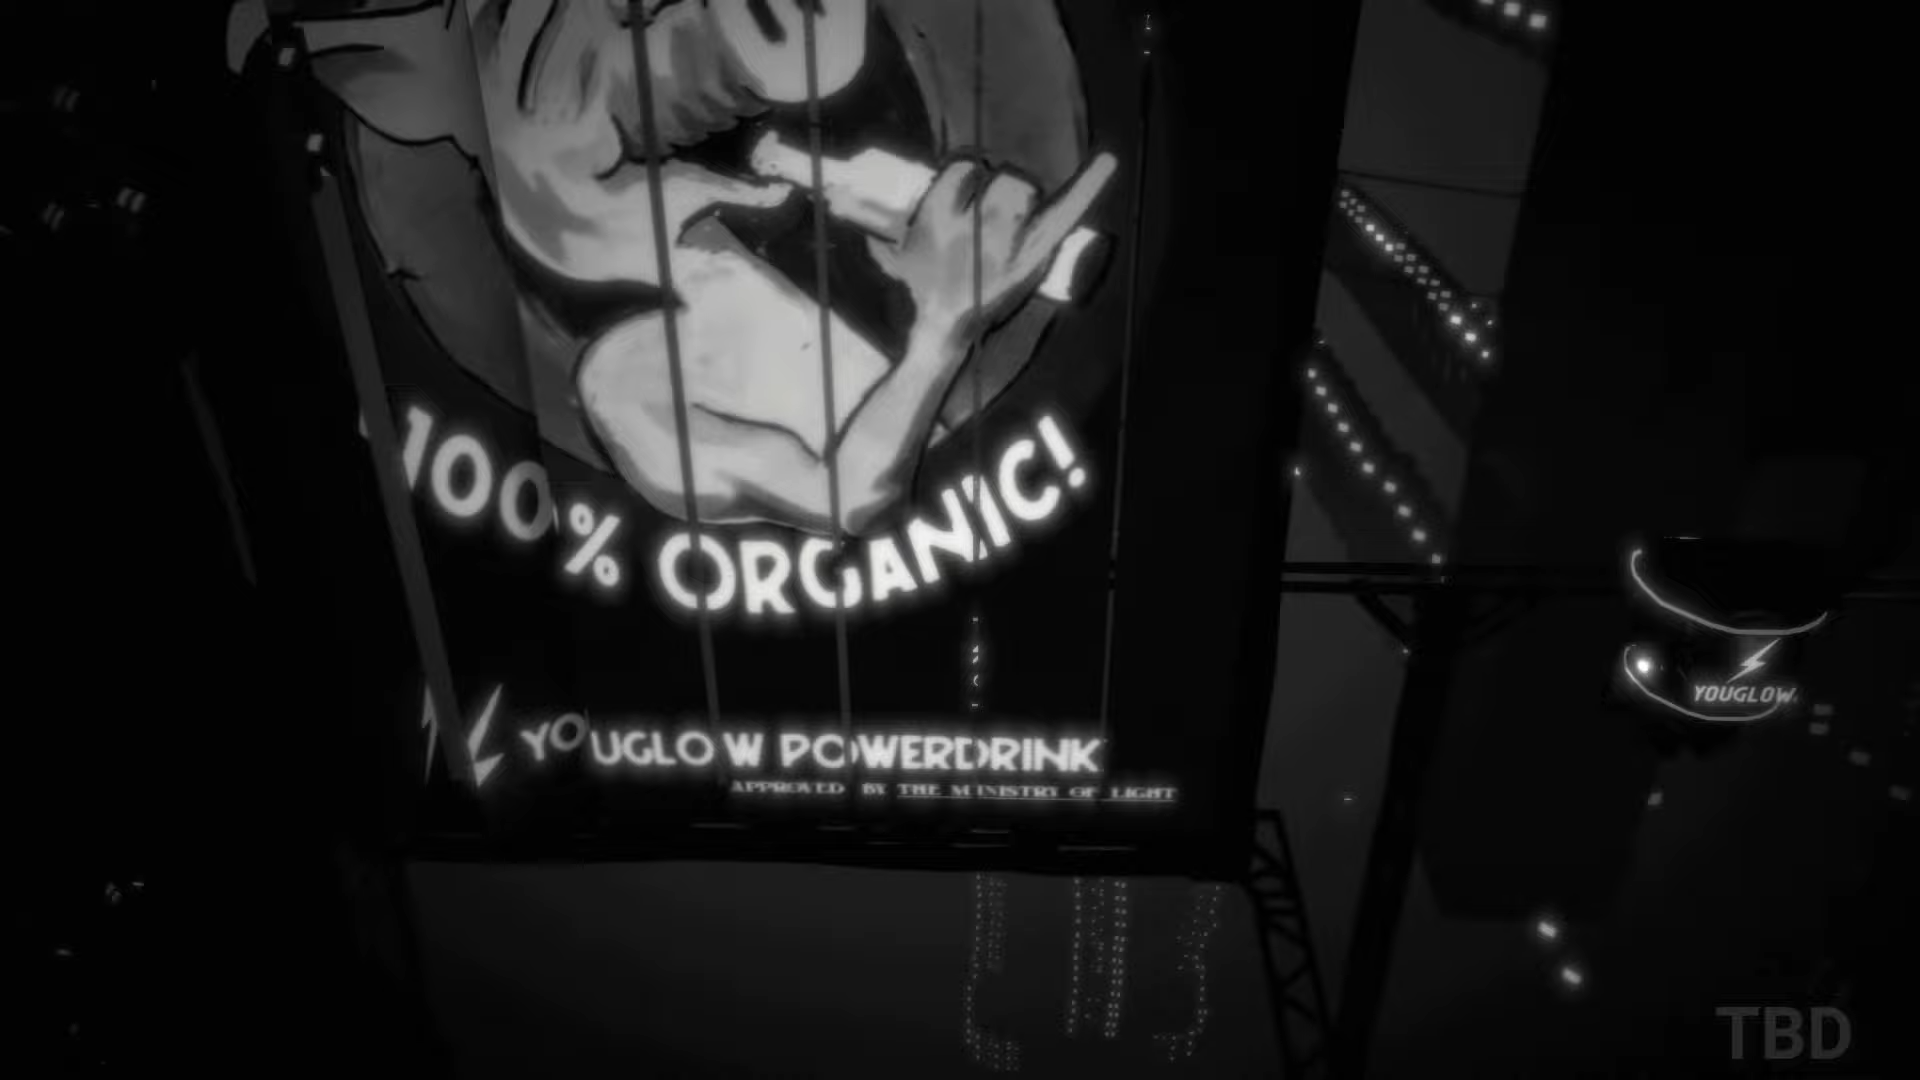 100% ORGANIC!
YOUGLOW POWERDRINK
APPROVED BY THE MINISTRY OF LIGHT
YOUGLOW
TBD